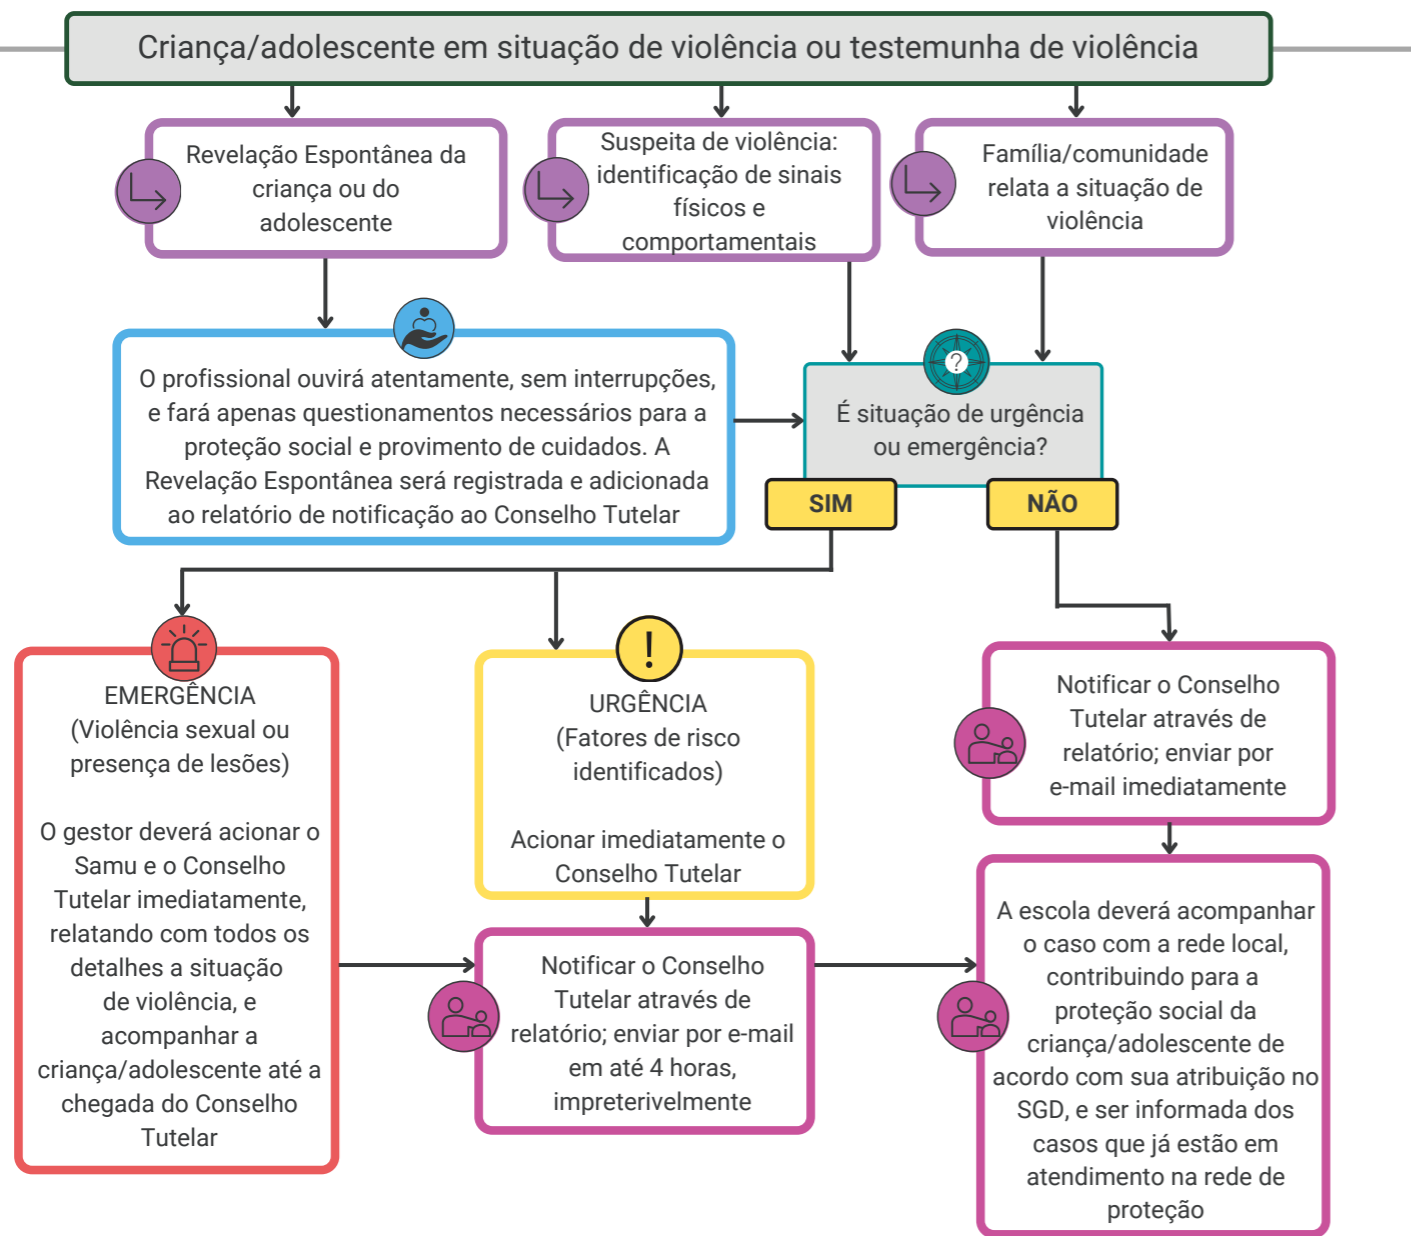 Criança/adolescente em situação de violência ou testemunha de violência
Revelação Espontânea da
criança ou do
adolescente
Suspeita de violência:
identificação de sinais
físicos e
comportamentais
Família/comunidade
relata a situação de
violência
O profissional ouvirá atentamente, sem interrupções,
e fará apenas questionamentos necessários para a
proteção social e provimento de cuidados. A
Revelação Espontânea será registrada e adicionada
ao relatório de notificação ao Conselho Tutelar
?
É situação de urgência
ou emergência?
SIM
NÃO
EMERGÊNCIA
(Violência sexual ou
presença de lesões)
O gestor deverá acionar o
Samu e o Conselho
Tutelar imediatamente,
relatando com todos os
detalhes a situação
de violência, e
acompanhar a
criança/adolescente até a
chegada do Conselho
Tutelar
!
URGÊNCIA
(Fatores de risco
identificados)
Acionar imediatamente o
Conselho Tutelar
Notificar o Conselho
Tutelar através de
relatório; enviar por e-mail
em até 4 horas,
impreterivelmente
Notificar o Conselho
Tutelar através de
relatório; enviar por
e-mail imediatamente
A escola deverá acompanhar
o caso com a rede local,
contribuindo para a
proteção social da
criança/adolescente de
acordo com sua atribuição no
SGD, e ser informada dos
casos que já estão em
atendimento na rede de
proteção